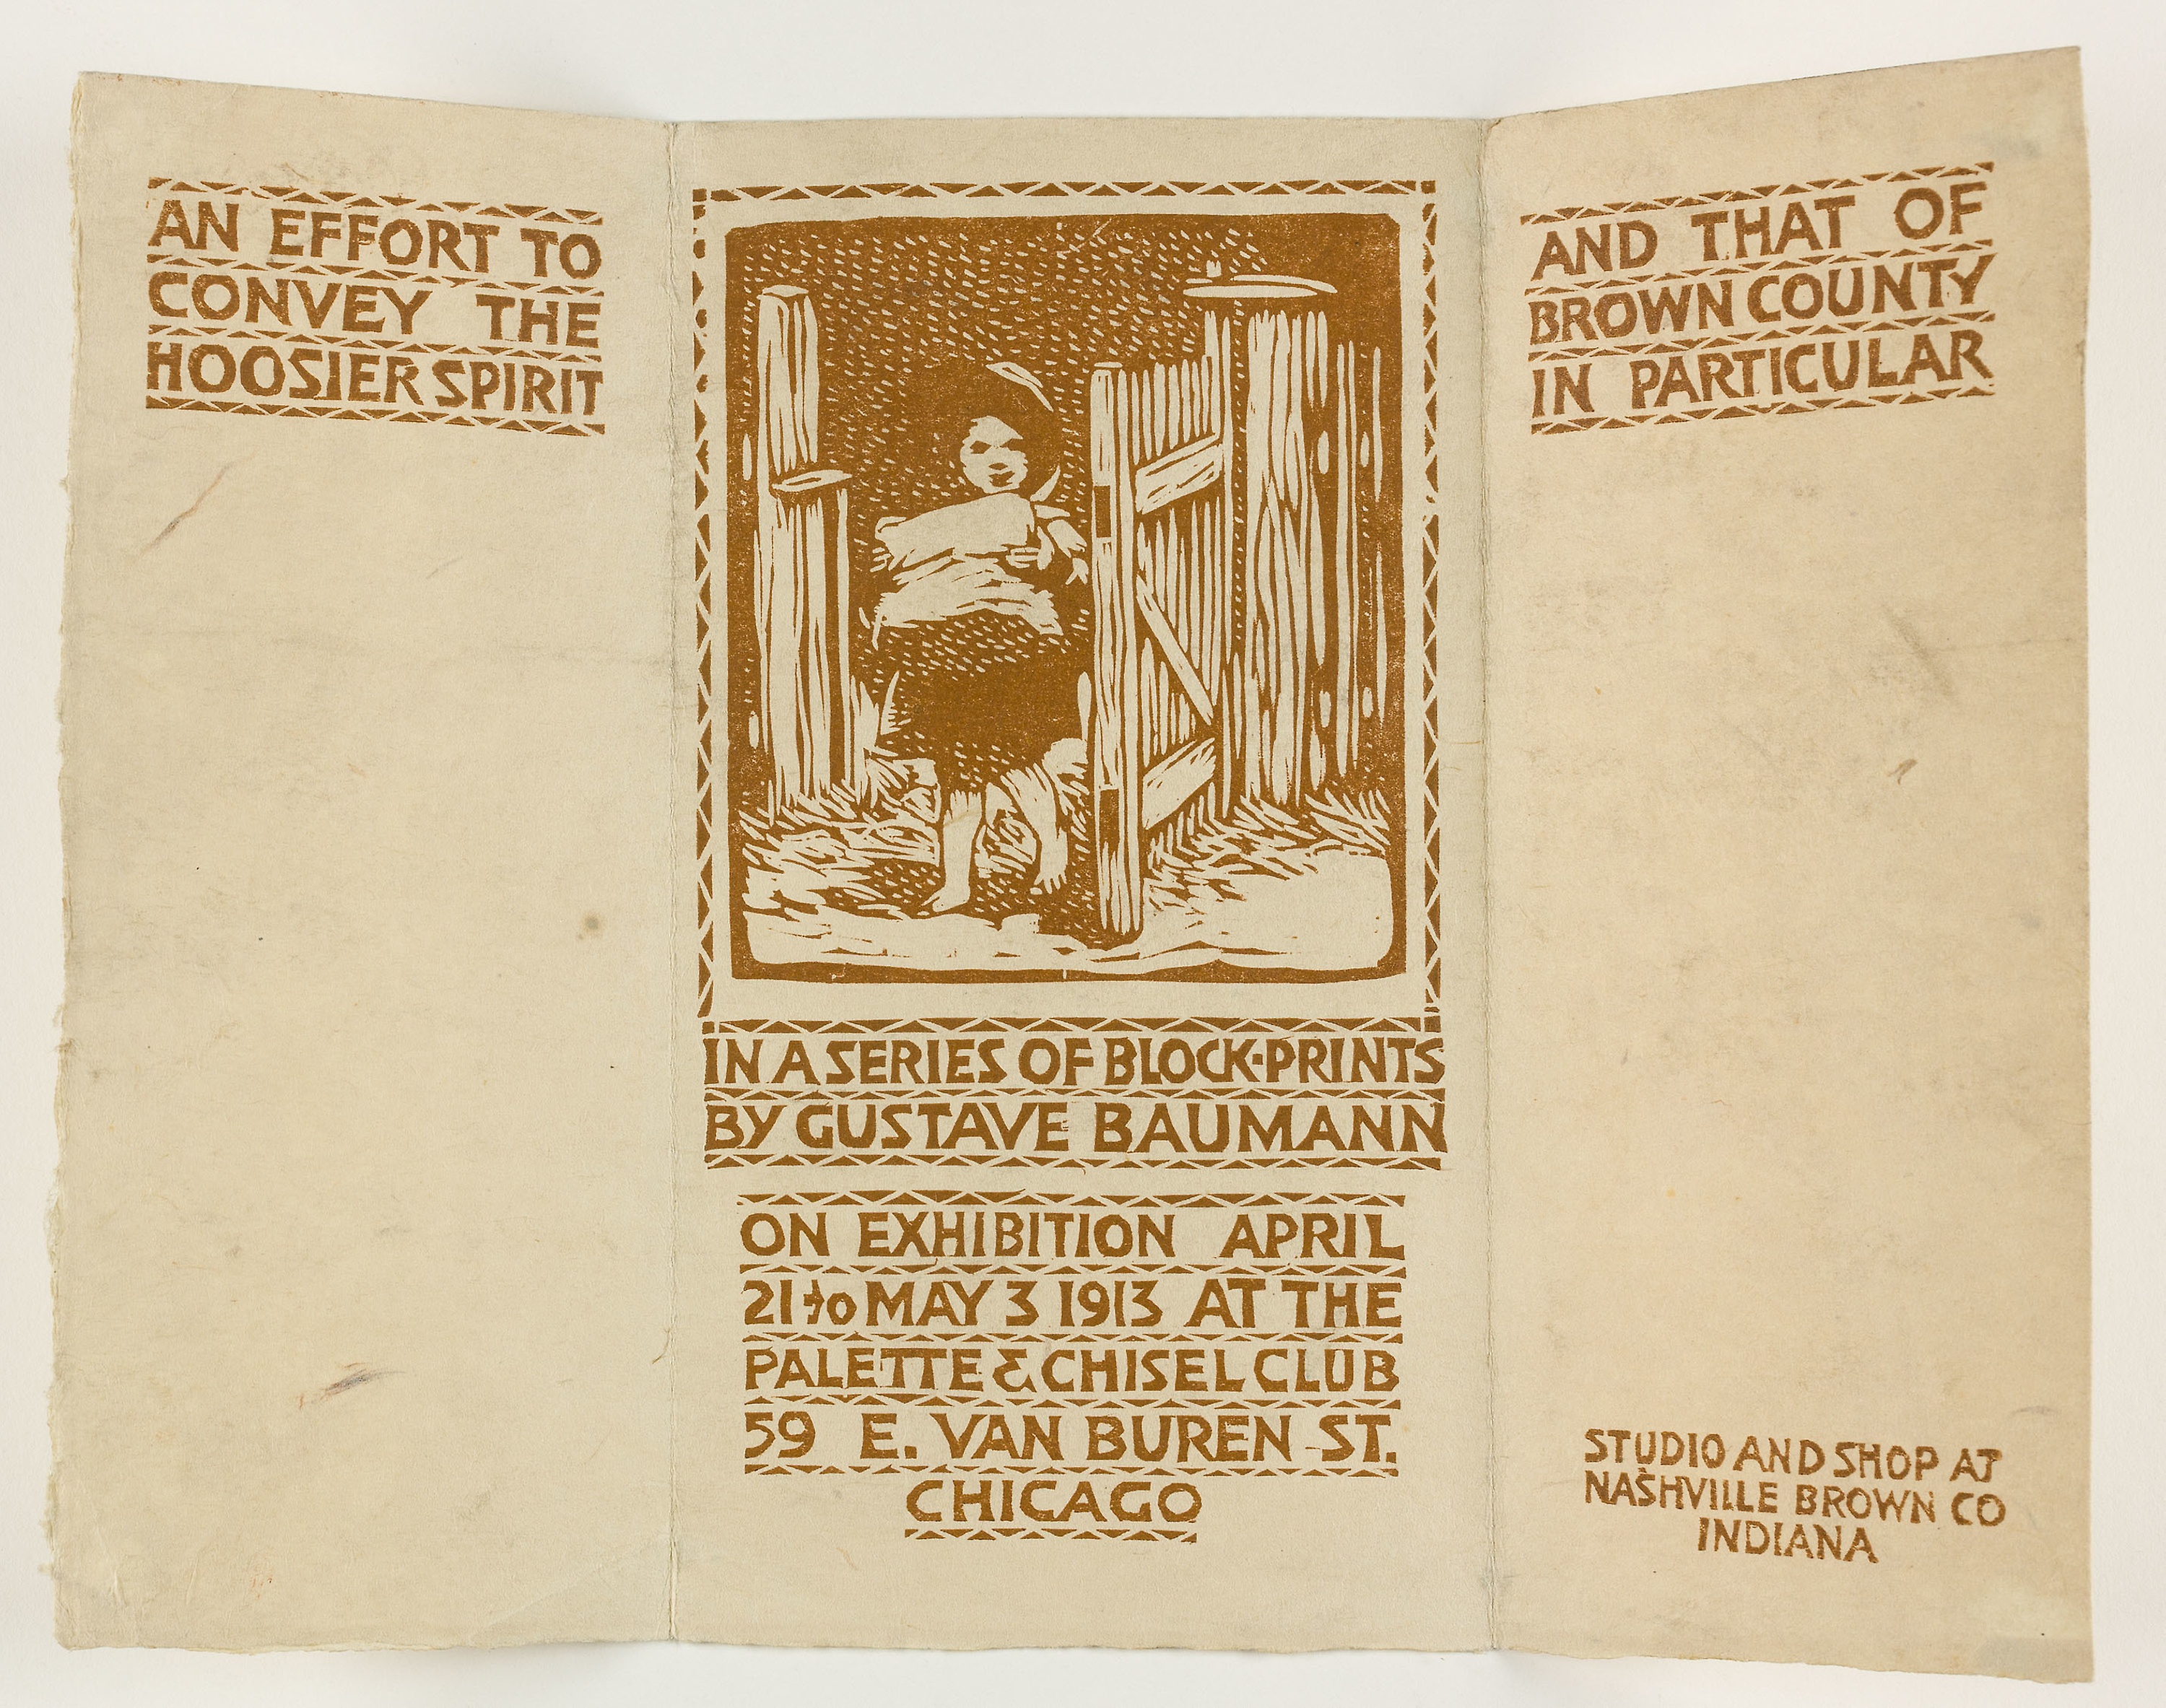 AN EFFORT TO
CONVEY THE
HOOSIER SPIRIT
AND THAT OF
BROWN COUNTY
IN PARTICULAR
IN A SERIES OF BLOCK-PRINTS
BY GUSTAVE BAUMANN
ON EXHIBITION APRIL
21 to MAY 3 1913 AT THE
PALETTE & CHISEL CLUB
59 E. VAN BUREN ST.
CHICAGO
STUDIO AND SHOP AT
NASHVILLE BROWN CO
INDIANA